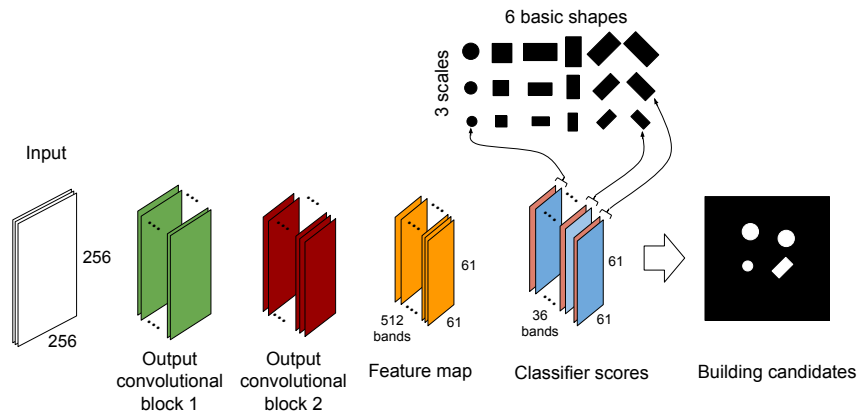 6 basic shapes
3 scales
Input
256
256
Output
convolutional
block 1
Output
convolutional
block 2
512
bands
61
61
Feature map
36
bands
61
61
Classifier scores
Building candidates